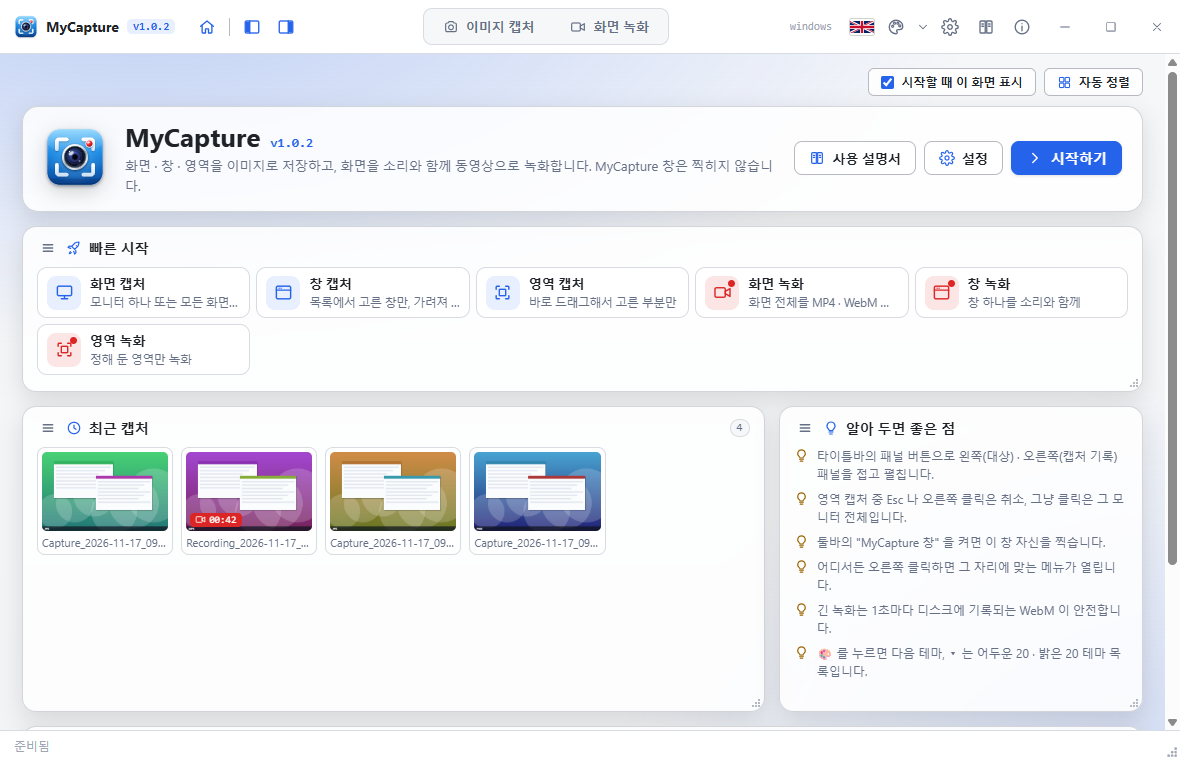 MyCapture v1.0.2
이미지 캡처
화면 녹화
windows
시작할 때 이 화면 표시
자동 정렬
MyCapture v1.0.2
화면 · 창 · 영역을 이미지로 저장하고, 화면을 소리와 함께 동영상으로 녹화합니다. MyCapture 창은 찍히지 않습니
다.
사용 설명서
설정
시작하기
빠른 시작
화면 캡처
모니터 하나 또는 모든 화면...
창 캡처
목록에서 고른 창만, 가려져 ...
영역 캡처
바로 드래그해서 고른 부분만
화면 녹화
화면 전체를 MP4 · WebM ...
창 녹화
창 하나를 소리와 함께
영역 녹화
정해 둔 영역만 녹화
최근 캡처
4
00:42
Capture_2026-11-17_09...
Recording_2026-11-17_...
Capture_2026-11-17_09...
Capture_2026-11-17_09...
알아 두면 좋은 점
타이틀바의 패널 버튼으로 왼쪽(대상) · 오른쪽(캡처 기록)
패널을 접고 펼칩니다.
영역 캡처 중 Esc 나 오른쪽 클릭은 취소, 그냥 클릭은 그 모
니터 전체입니다.
툴바의 "MyCapture 창" 을 켜면 이 창 자신을 찍습니다.
어디서든 오른쪽 클릭하면 그 자리에 맞는 메뉴가 열립니
다.
긴 녹화는 1초마다 디스크에 기록되는 WebM 이 안전합니
다.
를 누르면 다음 테마, ▾ 는 어두운 20 · 밝은 20 테마 목
록입니다.
준비됨